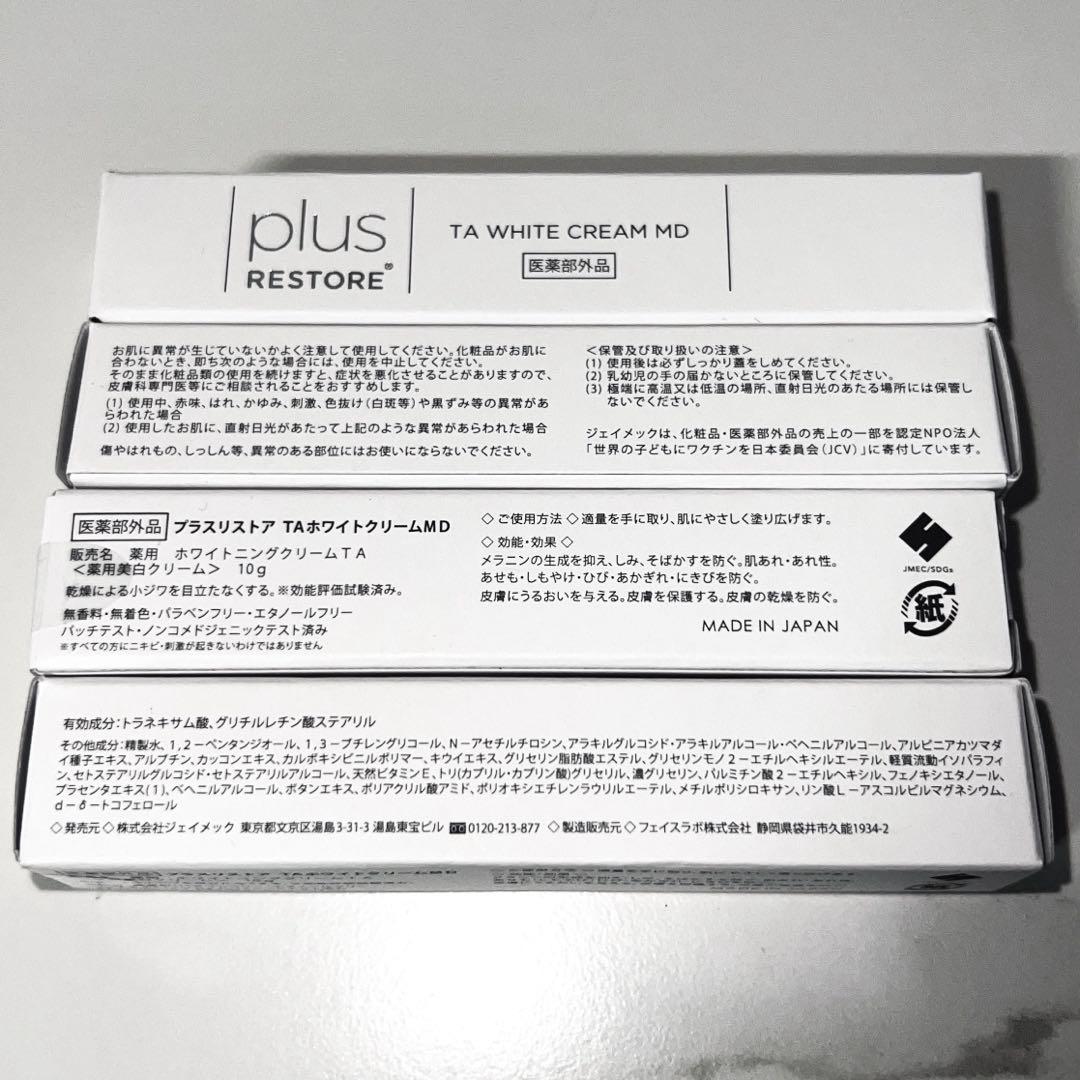 plus
RESTORE®
TA WHITE CREAM MD
医薬部外品
お肌に異常が生じていないかよく注意して使用してください。化粧品がお肌に
合わないとき、即ち次のような場合には、使用を中止してください。
そのまま化粧品類の使用を続けますと、症状を悪化させることがありますので、
皮膚科専門医等にご相談されることをおすすめします。
(1) 使用中、赤味、はれ、かゆみ、刺激、色抜け(白斑等)や黒ずみ等の異常があ
らわれた場合
(2) 使用したお肌に、直射日光があたって上記のような異常があらわれた場合
傷やはれもの、しっしん等、異常のある部位にはお使いにならないでください。
<保管及び取り扱いの注意>
(1) 使用後は必ずしっかり蓋をしめてください。
(2) 乳幼児の手の届かないところに保管してください。
(3) 極端に高温又は低温の場所、直射日光のあたる場所には保管し
ないでください。
ジェイメックは、化粧品・医薬部外品の売上の一部を認定NPO法人
「世界の子どもにワクチンを日本委員会(JCV)」に寄付しています。
医薬部外品 プラスリストア TAホワイトクリームMD
販売名 薬用 ホワイトニングクリームTA
<薬用美白クリーム> 10g
乾燥による小ジワを目立たなくする。※効能評価試験済み。
無香料・無着色・パラベンフリー・エタノールフリー
パッチテスト・ノンコメドジェニックテスト済み
※すべての方にニキビ・刺激が起きないわけではありません
◇ご使用方法◇適量を手に取り、肌にやさしく塗り広げます。
◇効能・効果◇
メラニンの生成を抑え、しみ、そばかすを防ぐ。肌あれ・あれ性。
あせも・しもやけ・ひび・あかぎれ・にきびを防ぐ。
皮膚にうるおいを与える。皮膚を保護する。皮膚の乾燥を防ぐ。
MADE IN JAPAN
JMEC/SDGs
紙
有効成分:トラネキサム酸、グリチルレチン酸ステアリル
その他成分:精製水、1,2-ペンタンジオール、1,3-ブチレングリコール、N-アセチルチロシン、アラキルグルコシド・アラキルアルコール・ベヘニルアルコール、アルピニアカツマダ
イ種子エキス、アルブチン、カッコンエキス、カルボキシビニルポリマー、キウイエキス、グリセリン脂肪酸エステル、グリセリンモノ2-エチルヘキシルエーテル、軽質流動イソパラフィ
ン、セトステアリルグルコシド・セトステアリルアルコール、天然ビタミンE、トリ(カプリル・カプリン酸)グリセリル、濃グリセリン、パルミチン酸2-エチルヘキシル、フェノキシエタノール、
プラセンタエキス(1)、ベヘニルアルコール、ボタンエキス、ポリアクリル酸アミド、ポリオキシエチレンラウリルエーテル、メチルポリシロキサン、リン酸L-アスコルビルマグネシウム、
d-δ-トコフェロール
◇発売元◇株式会社ジェイメック 東京都文京区湯島3-31-3 湯島東宝ビル 0120-213-877 ◇製造販売元◇フェイスラボ株式会社 静岡県袋井市久能1934-2
プラスリストア TAホワイトクリームMD